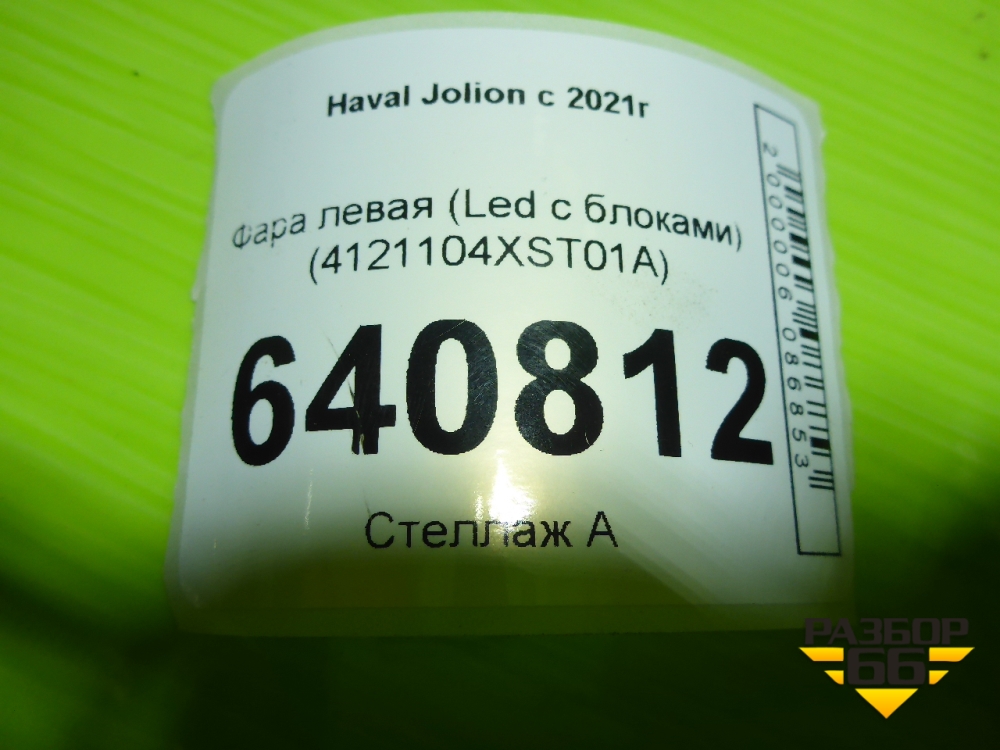 Haval Jolion с 2021г
Фара левая (Led с блоками)
(4121104XST01A)
640812
Стеллаж А
2000006086853
РАЗБОР
66